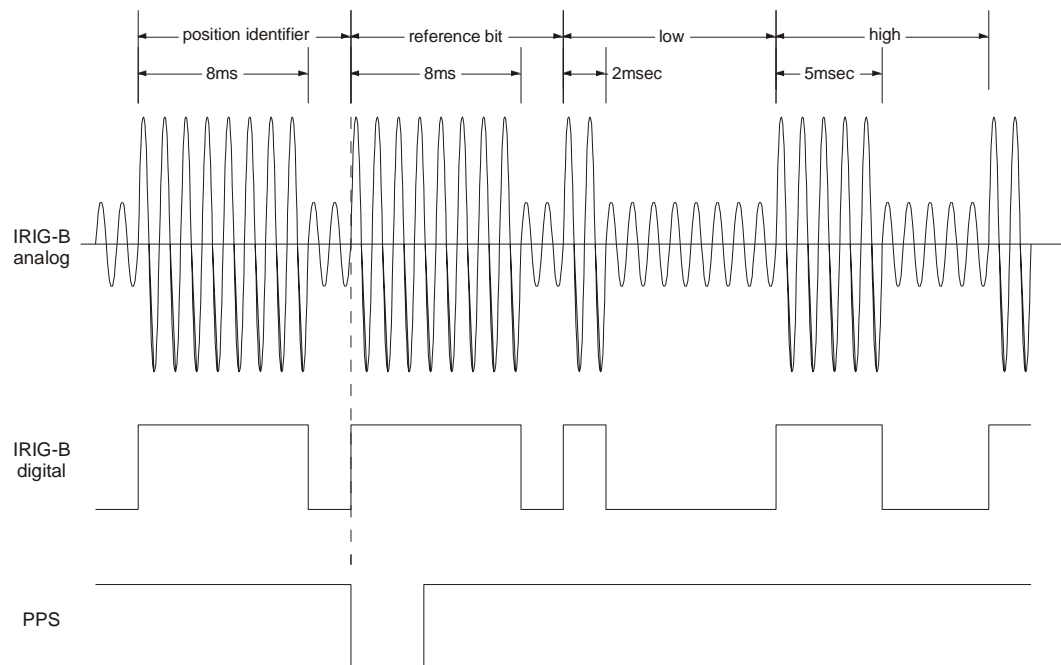 position identifier
reference bit
low
high
8ms
8ms
2msec
5msec
IRIG-B
analog
IRIG-B
digital
PPS